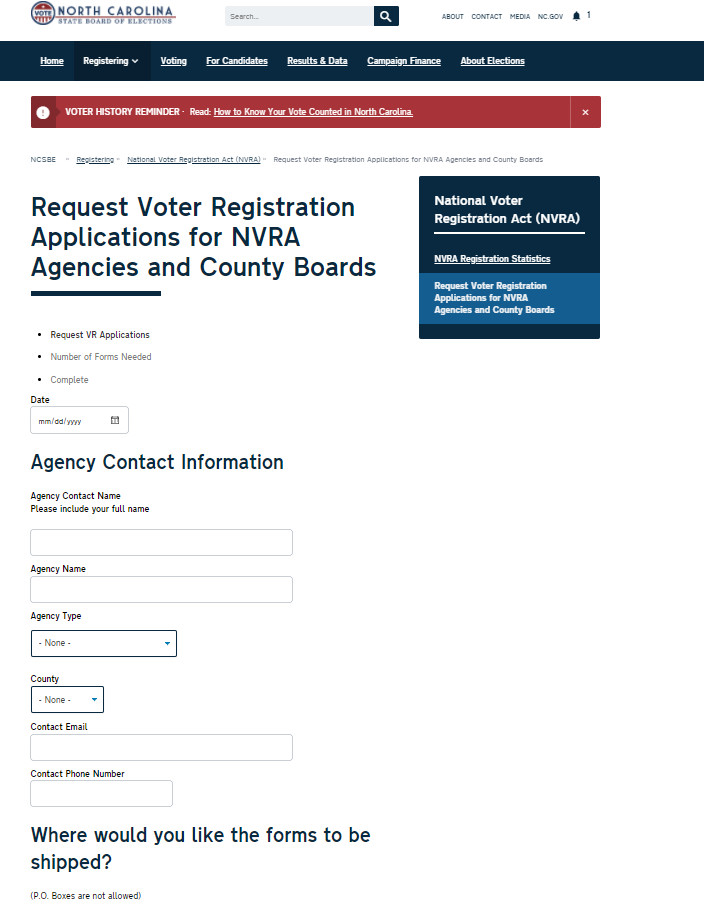 VOTE
NORTH CAROLINA
STATE BOARD OF ELECTIONS
Search...
ABOUT CONTACT MEDIA NC.GOV 1
Home Registering Voting For Candidates Results & Data Campaign Finance About Elections
VOTER HISTORY REMINDER · Read: How to Know Your Vote Counted in North Carolina.
NCSBE » Registering » National Voter Registration Act (NVRA) » Request Voter Registration Applications for NVRA Agencies and County Boards
Request Voter Registration
Applications for NVRA
Agencies and County Boards
National Voter
Registration Act (NVRA)
NVRA Registration Statistics
Request Voter Registration
Applications for NVRA
Agencies and County Boards
• Request VR Applications
• Number of Forms Needed
• Complete
Date
mm/dd/yyyy
Agency Contact Information
Agency Contact Name
Please include your full name
Agency Name
Agency Type
- None -
County
- None -
Contact Email
Contact Phone Number
Where would you like the forms to be
shipped?
(P.O. Boxes are not allowed)